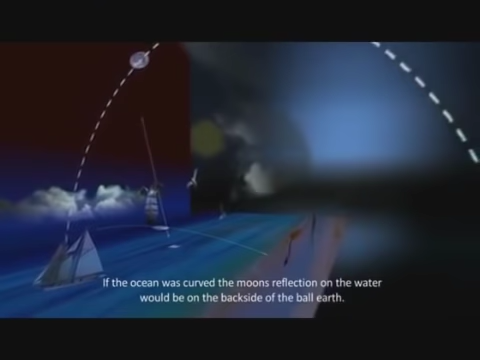 If the ocean was curved the moons reflection on the water
would be on the backside of the ball earth.